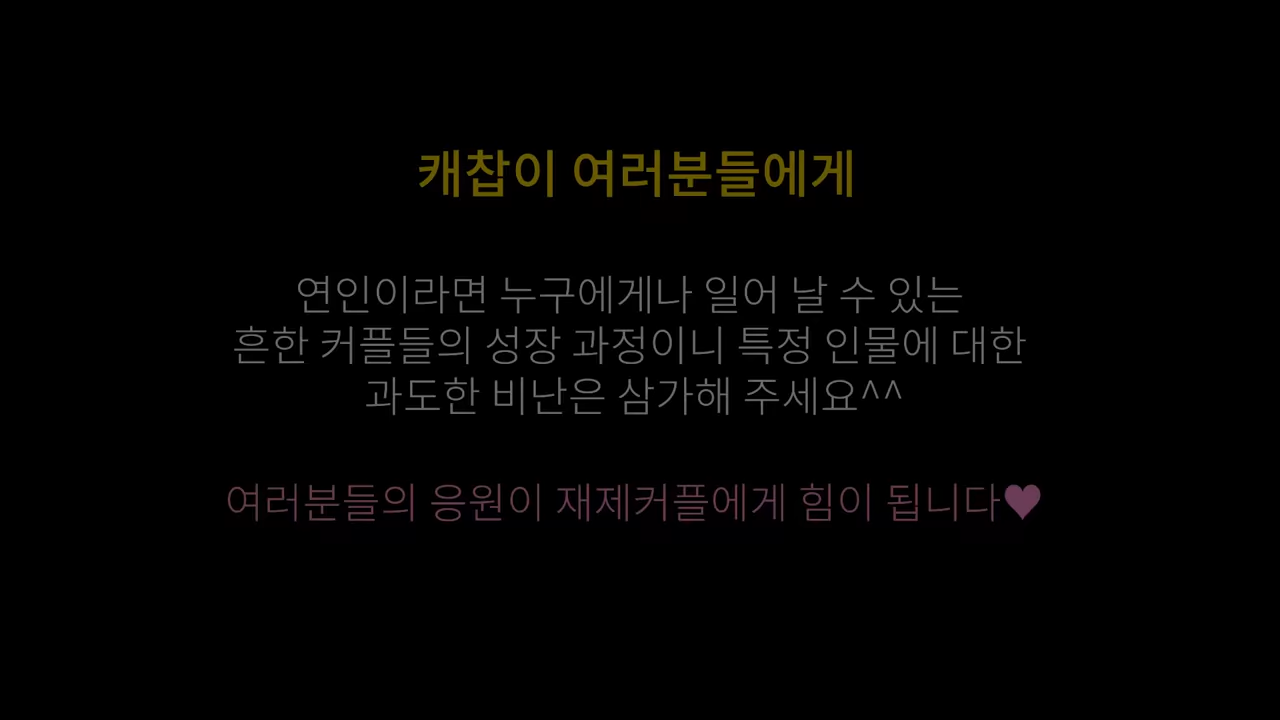 캐찹이 여러분들에게
연인이라면 누구에게나 일어 날 수 있는
흔한 커플들의 성장 과정이니 특정 인물에 대한
과도한 비난은 삼가해 주세요^^
여러분들의 응원이 재제커플에게 힘이 됩니다♥